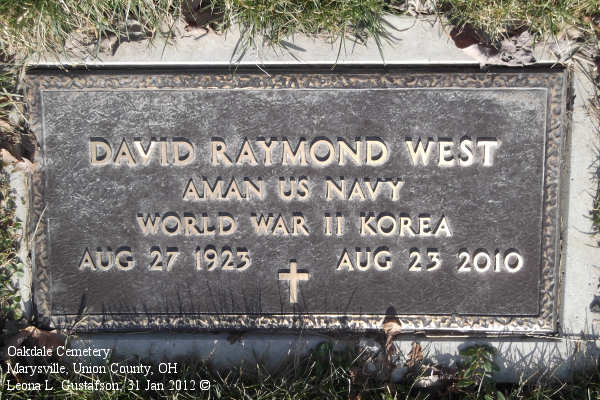 DAVID RAYMOND WEST
AMAN US NAVY
WORLD WAR II KOREA
AUG 27 1923 AUG 23 2010
Oakdale Cemetery
Marysville, Union County, OH
Leona L. Gustafson, 31 Jan 2012 ©